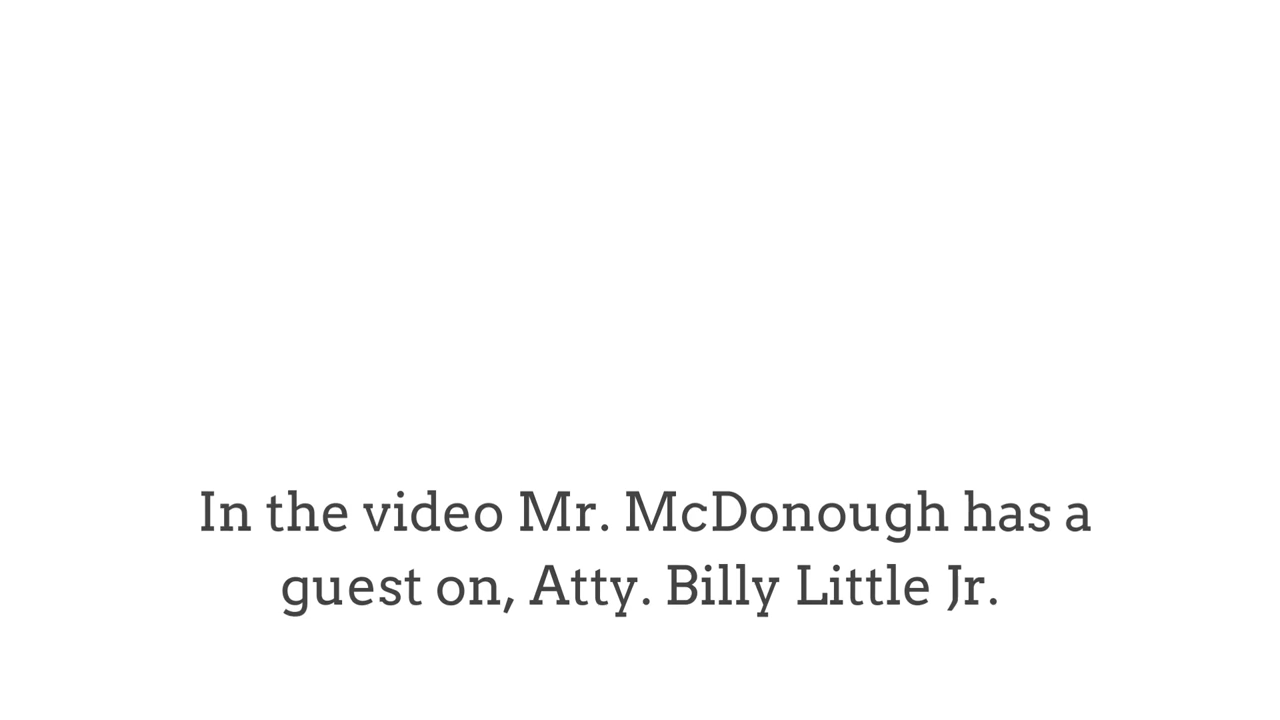 In the video Mr. McDonough has a
guest on, Atty. Billy Little Jr.